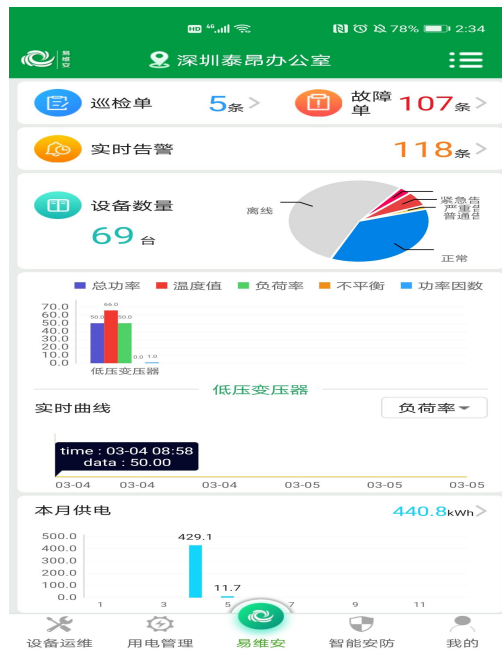 HD 4G 78% 2:34
易维安 深圳泰昂办公室
巡检单 5条> 故障单 107条>
实时告警 118条>
设备数量
69 台
离线
紧急告
严重告
普通告
正常
总功率 温度值 负荷率 不平衡 功率因数
70.0
60.0
50.0
40.0
30.0
20.0
10.0
0.0
66.0
50.0 50.0
0.0 1.0
低压变压器
低压变压器
实时曲线 负荷率
time : 03-04 08:58
data : 50.00
03-04 03-04 03-04 03-05 03-05 03-05
本月供电 440.8kWh>
500.0
400.0
300.0
200.0
100.0
0.0
429.1
11.7
1 3 5 7 9 11
设备运维 用电管理 易维安 智能安防 我的